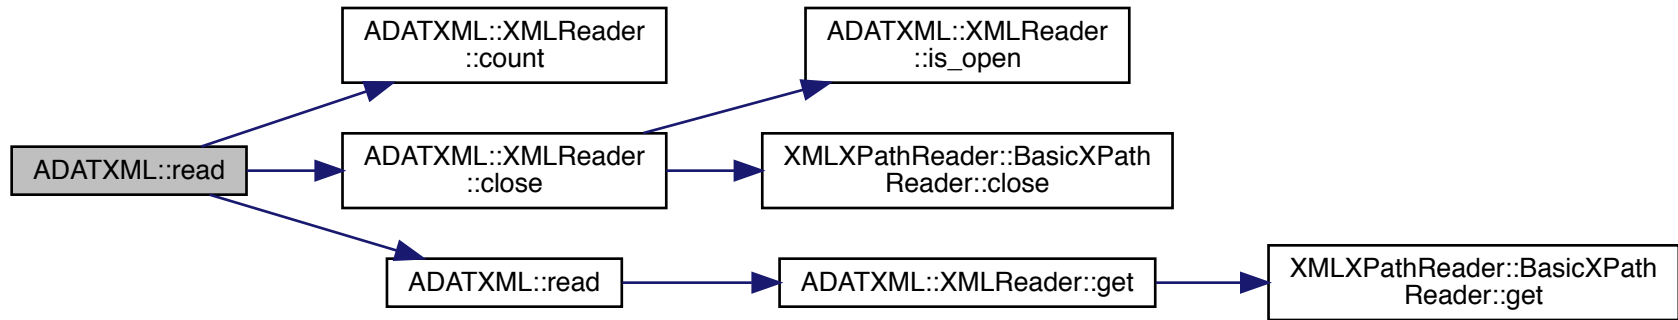 ADATXML::XMLReader
::count
ADATXML::XMLReader
::is_open
ADATXML::read
ADATXML::XMLReader
::close
XMLXPathReader::BasicXPath
Reader::close
ADATXML::read
ADATXML::XMLReader::get
XMLXPathReader::BasicXPath
Reader::get